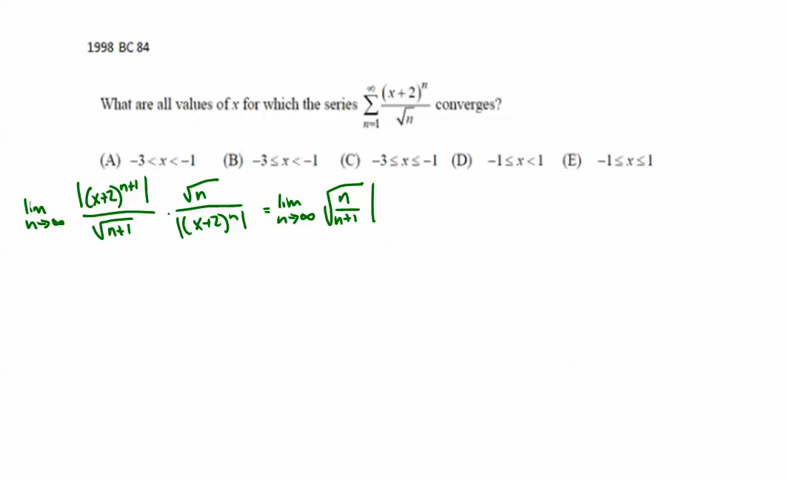 1998 BC 84
What are all values of x for which the series $\sum_{n=1}^{\infty} \frac{(x+2)^n}{\sqrt{n}}$ converges?
(A) −3 < x < −1 (B) −3 ≤ x < −1 (C) −3 ≤ x ≤ −1 (D) −1 ≤ x < 1 (E) −1 ≤ x ≤ 1
$\lim_{n \to \infty} \frac{|(x+2)^{n+1}|}{\sqrt{n+1}} \cdot \frac{\sqrt{n}}{|(x+2)^n|} = \lim_{n \to \infty} \sqrt{\frac{n}{n+1}} |$